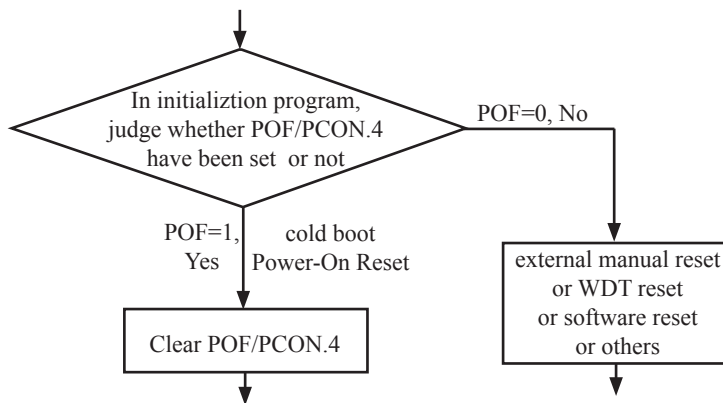 In initializtion program,
judge whether POF/PCON.4
have been set or not
POF=0, No
POF=1,
Yes
cold boot
Power-On Reset
external manual reset
or WDT reset
or software reset
or others
Clear POF/PCON.4